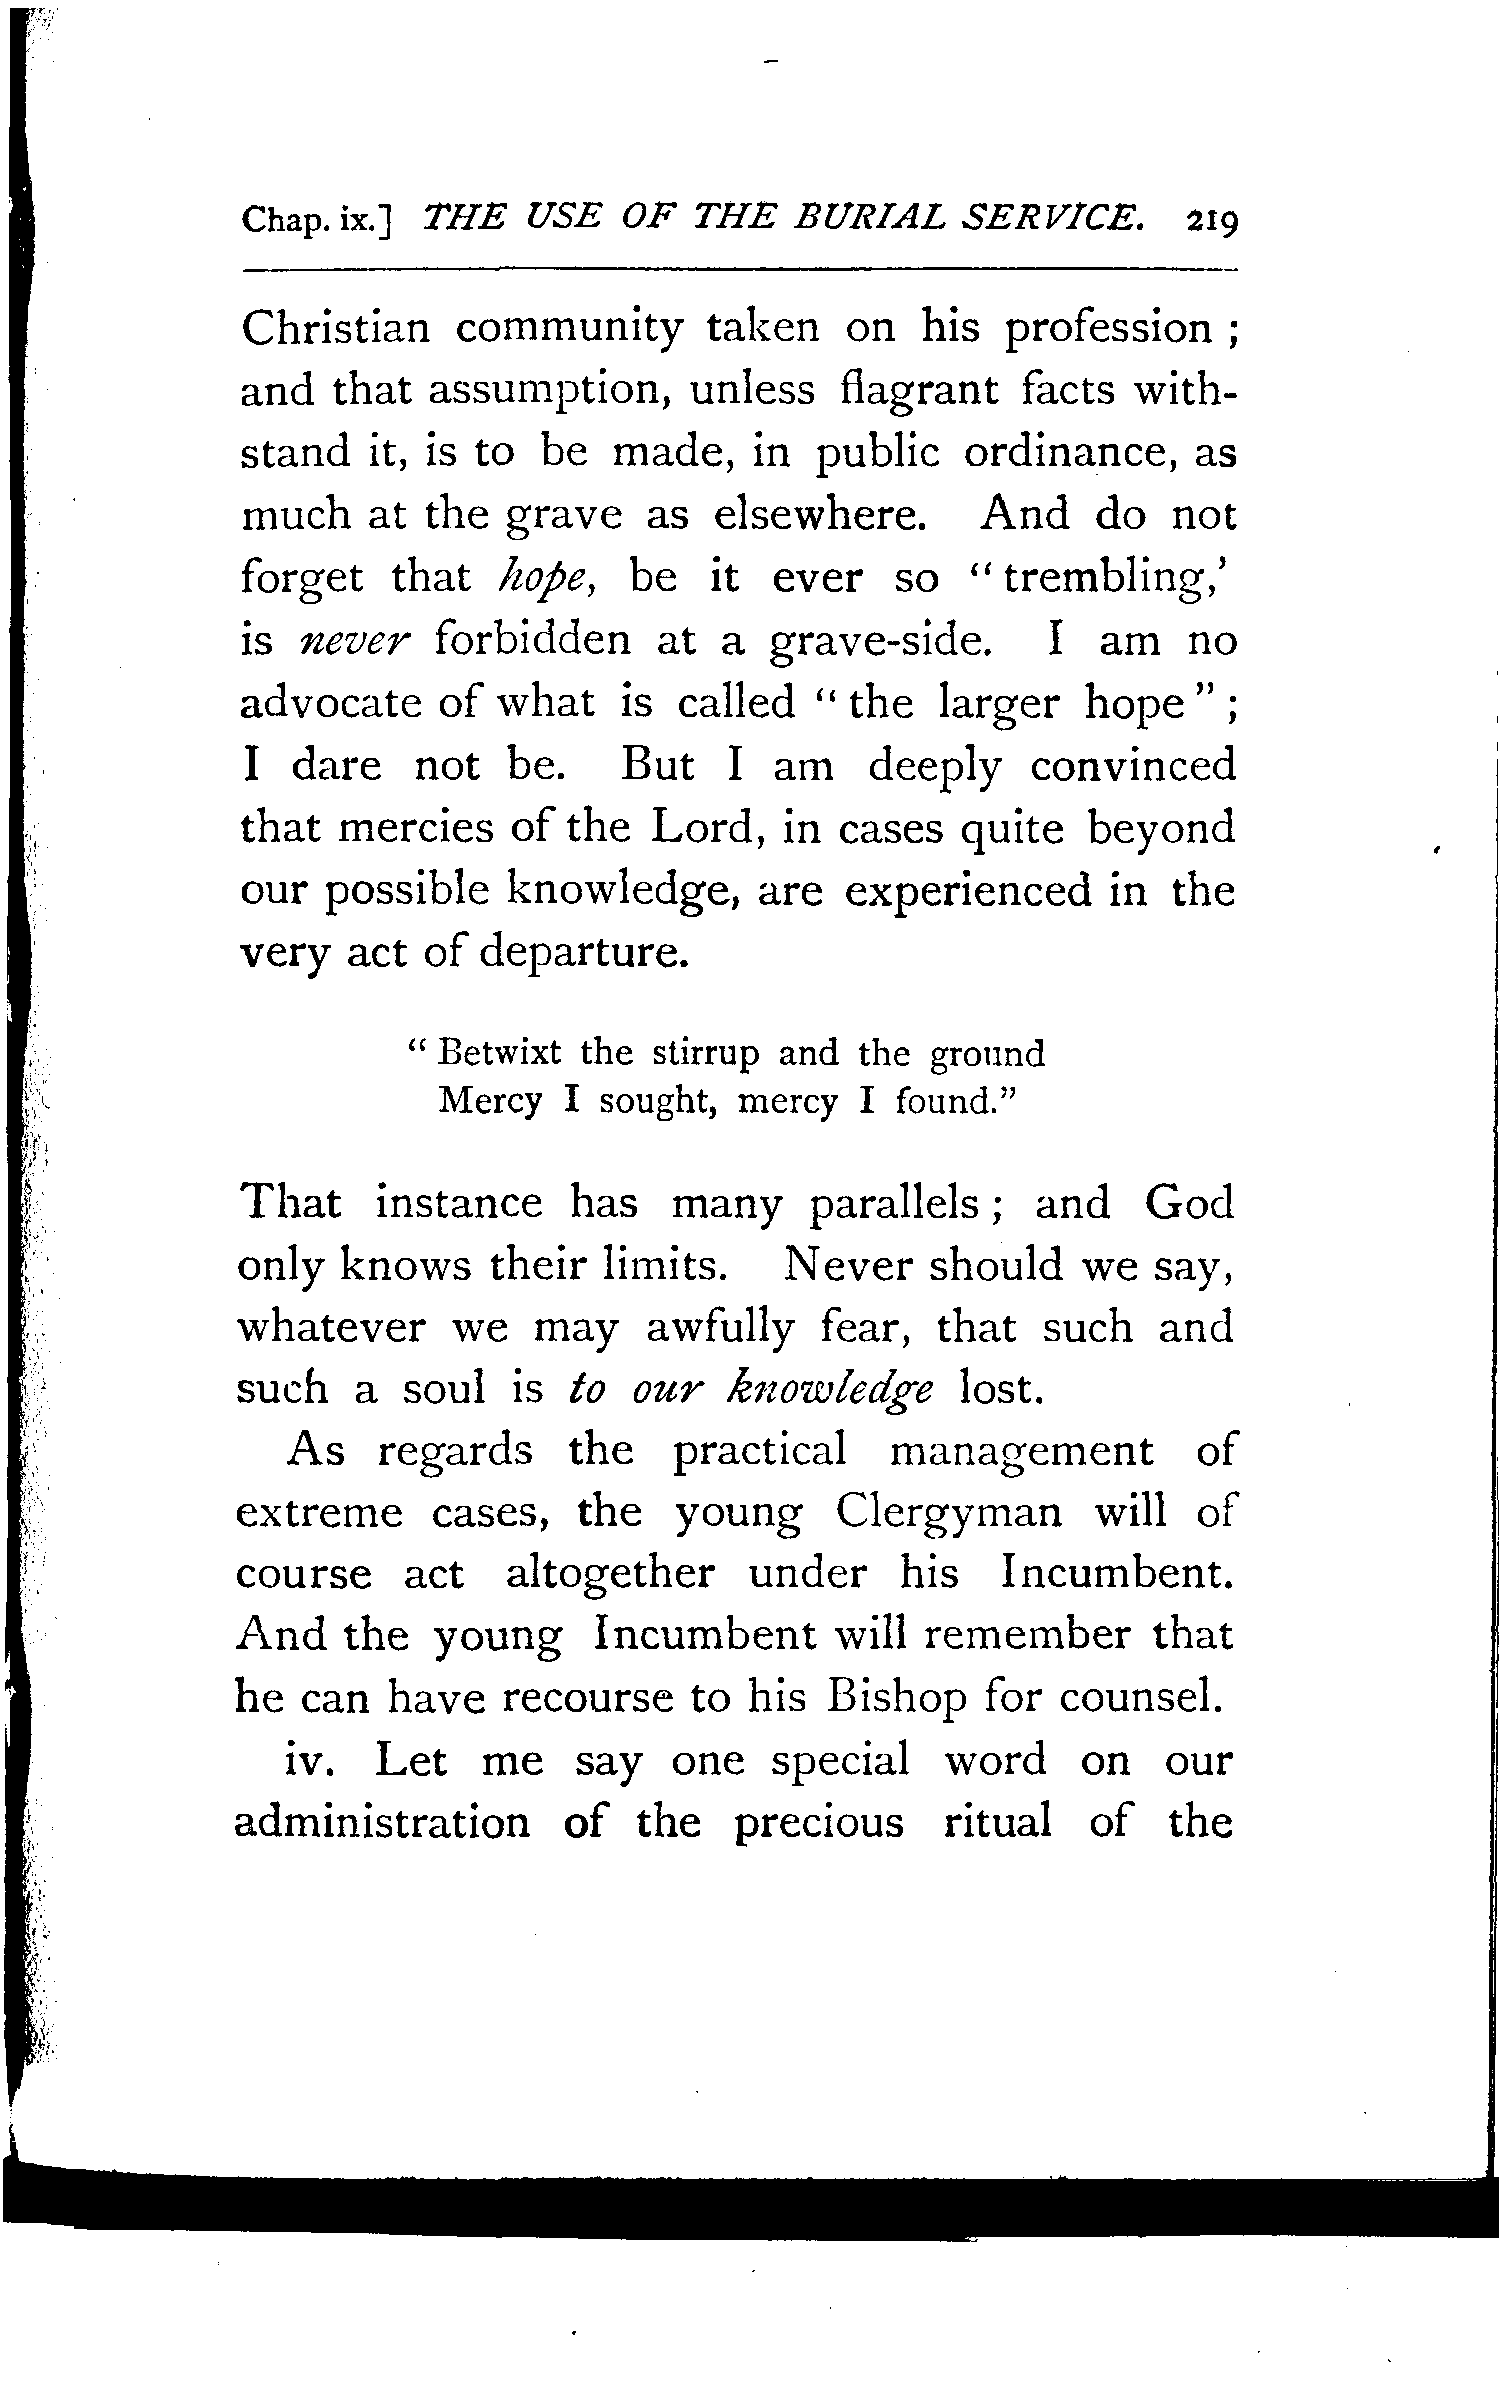 Chap. ix.] THE USE OF THE BURIAL SERVICE. 219
Christian community taken on his profession ;
and that assumption, unless flagrant facts with-
stand it, is to be made, in public ordinance, as
much at the grave as elsewhere. And do not
forget that hope, be it ever so “ trembling,’
is never forbidden at a grave-side. I am no
advocate of what is called “ the larger hope ” ;
I dare not be. But I am deeply convinced
that mercies of the Lord, in cases quite beyond
our possible knowledge, are experienced in the
very act of departure.
“ Betwixt the stirrup and the ground
Mercy I sought, mercy I found.”
That instance has many parallels ; and God
only knows their limits. Never should we say,
whatever we may awfully fear, that such and
such a soul is to our knowledge lost.
As regards the practical management of
extreme cases, the young Clergyman will of
course act altogether under his Incumbent.
And the young Incumbent will remember that
he can have recourse to his Bishop for counsel.
iv. Let me say one special word on our
administration of the precious ritual of the